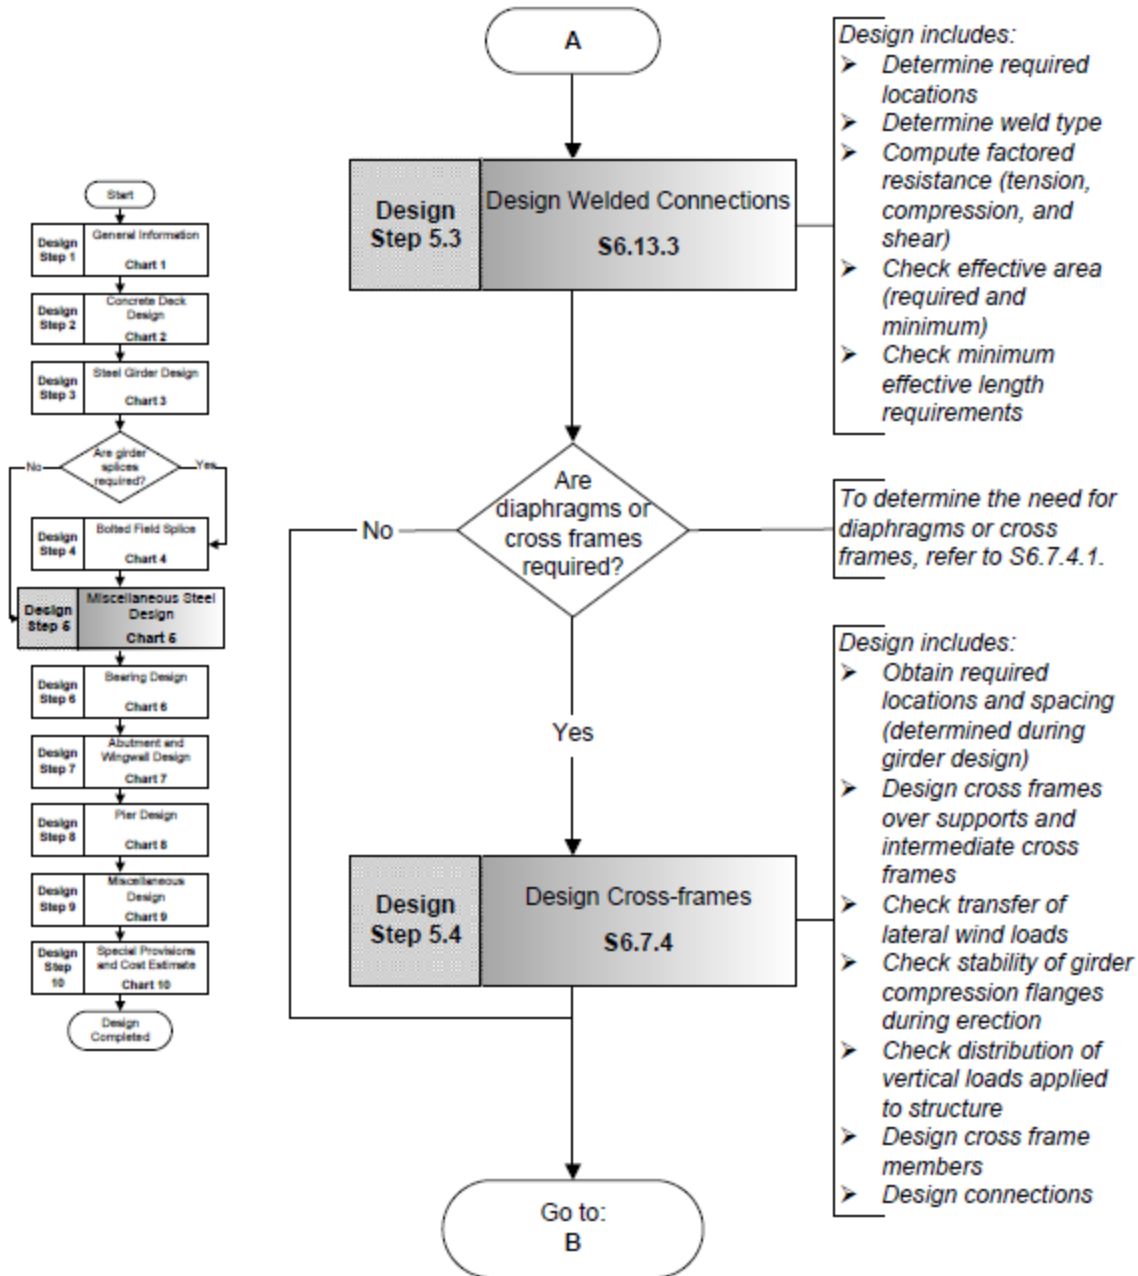 Start
Design
Step 1
General Information
Chart 1
Design
Step 2
Concrete Deck
Design
Chart 2
Design
Step 3
Steel Girder Design
Chart 3
Are girder
splices
required?
No
Yes
Design
Step 4
Bolted Field Splice
Chart 4
Design
Step 5
Miscellaneous Steel
Design
Chart 5
Design
Step 6
Bearing Design
Chart 6
Design
Step 7
Abutment and
Wingwall Design
Chart 7
Design
Step 8
Pier Design
Chart 8
Design
Step 9
Miscellaneous
Design
Chart 9
Design
Step
10
Special Provisions
and Cost Estimate
Chart 10
Design
Completed
A
Design
Step 5.3
Design Welded Connections
S6.13.3
Design includes:
➢ Determine required
locations
➢ Determine weld type
➢ Compute factored
resistance (tension,
compression, and
shear)
➢ Check effective area
(required and
minimum)
➢ Check minimum
effective length
requirements
Are
diaphragms or
cross frames
required?
No
Yes
To determine the need for
diaphragms or cross
frames, refer to S6.7.4.1.
Design
Step 5.4
Design Cross-frames
S6.7.4
Design includes:
➢ Obtain required
locations and spacing
(determined during
girder design)
➢ Design cross frames
over supports and
intermediate cross
frames
➢ Check transfer of
lateral wind loads
➢ Check stability of girder
compression flanges
during erection
➢ Check distribution of
vertical loads applied
to structure
➢ Design cross frame
members
➢ Design connections
Go to:
B